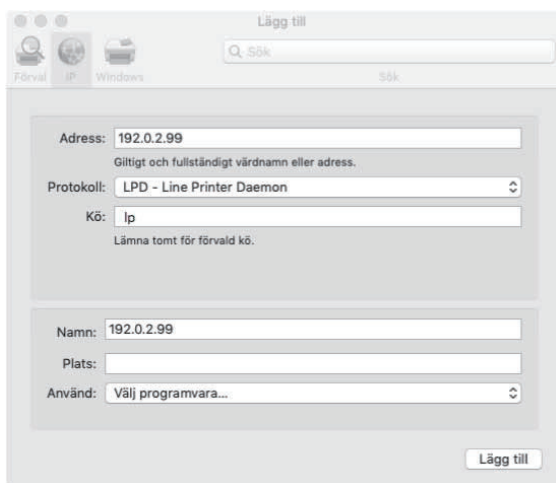 Lägg till
Sök
Förval IP Windows Sök
Adress: 192.0.2.99
Giltigt och fullständigt värdnamn eller adress.
Protokoll: LPD - Line Printer Daemon
Kö: lp
Lämna tomt för förvald kö.
Namn: 192.0.2.99
Plats:
Använd: Välj programvara...
Lägg till